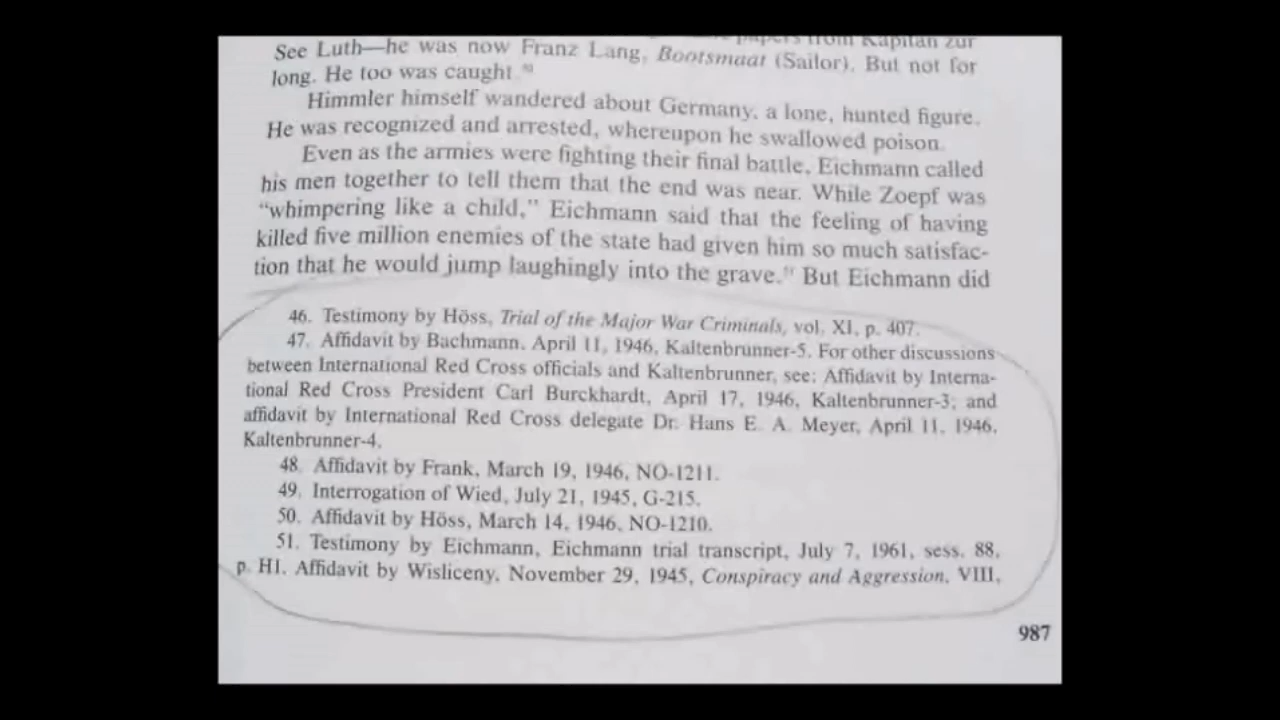 papers from Kapitän zur
See Luth—he was now Franz Lang, Bootsmaat (Sailor). But not for
long. He too was caught.50
Himmler himself wandered about Germany, a lone, hunted figure.
He was recognized and arrested, whereupon he swallowed poison.
Even as the armies were fighting their final battle, Eichmann called
his men together to tell them that the end was near. While Zoepf was
“whimpering like a child,” Eichmann said that the feeling of having
killed five million enemies of the state had given him so much satisfac-
tion that he would jump laughingly into the grave.51 But Eichmann did
46. Testimony by Höss, Trial of the Major War Criminals, vol. XI, p. 407.
47. Affidavit by Bachmann, April 11, 1946, Kaltenbrunner-5. For other discussions
between International Red Cross officials and Kaltenbrunner, see: Affidavit by Interna-
tional Red Cross President Carl Burckhardt, April 17, 1946, Kaltenbrunner-3; and
affidavit by International Red Cross delegate Dr. Hans E. A. Meyer, April 11, 1946,
Kaltenbrunner-4.
48. Affidavit by Frank, March 19, 1946, NO-1211.
49. Interrogation of Wied, July 21, 1945, G-215.
50. Affidavit by Höss, March 14, 1946, NO-1210.
51. Testimony by Eichmann, Eichmann trial transcript, July 7, 1961, sess. 88,
p. H1. Affidavit by Wisliceny, November 29, 1945, Conspiracy and Aggression, VIII,
987